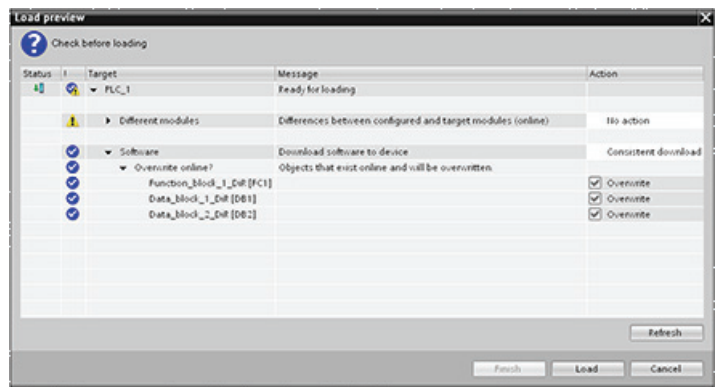 Load preview
Check before loading
Status ! Target Message Action
PLC_1 Ready for loading
Different modules Differences between configured and target modules (online) No action
Software Download software to device Consistent download
Overwrite online? Objects that exist online and will be overwritten.
Function_block_1_Diff [FC1] Overwrite
Data_block_1_Diff [DB1] Overwrite
Data_block_2_Diff [DB2] Overwrite
Refresh
Finish Load Cancel